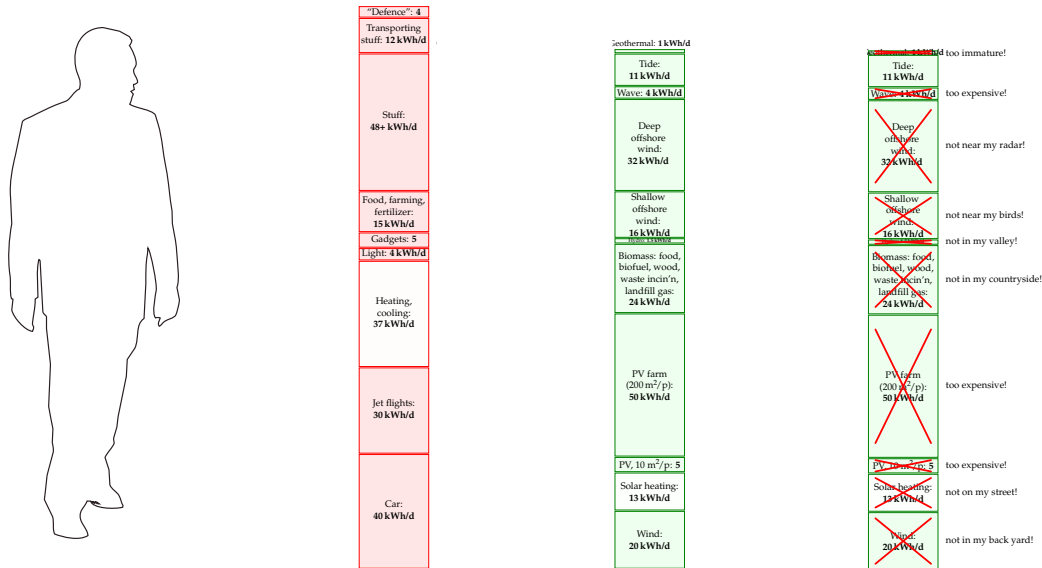 “Defence”: 4
Transporting
stuff: 12 kWh/d
Stuff:
48+ kWh/d
Food, farming,
fertilizer:
15 kWh/d
Gadgets: 5
Light: 4 kWh/d
Heating,
cooling:
37 kWh/d
Jet flights:
30 kWh/d
Car:
40 kWh/d
Geothermal: 1 kWh/d
Tide:
11 kWh/d
Wave: 4 kWh/d
Deep
offshore
wind:
32 kWh/d
Shallow
offshore
wind:
16 kWh/d
Biomass: food,
biofuel, wood,
waste incin’n,
landfill gas:
24 kWh/d
PV farm
(200 m²/p):
50 kWh/d
PV, 10 m²/p: 5
Solar heating:
13 kWh/d
Wind:
20 kWh/d
too immature!
Tide:
11 kWh/d
Wave: 4 kWh/d
too expensive!
Deep
offshore
wind:
32 kWh/d
not near my radar!
Shallow
offshore
wind:
16 kWh/d
not near my birds!
not in my valley!
Biomass: food,
biofuel, wood,
waste incin’n,
landfill gas:
24 kWh/d
not in my countryside!
PV farm
(200 m²/p):
50 kWh/d
too expensive!
PV, 10 m²/p: 5
too expensive!
Solar heating:
13 kWh/d
not on my street!
Wind:
20 kWh/d
not in my back yard!